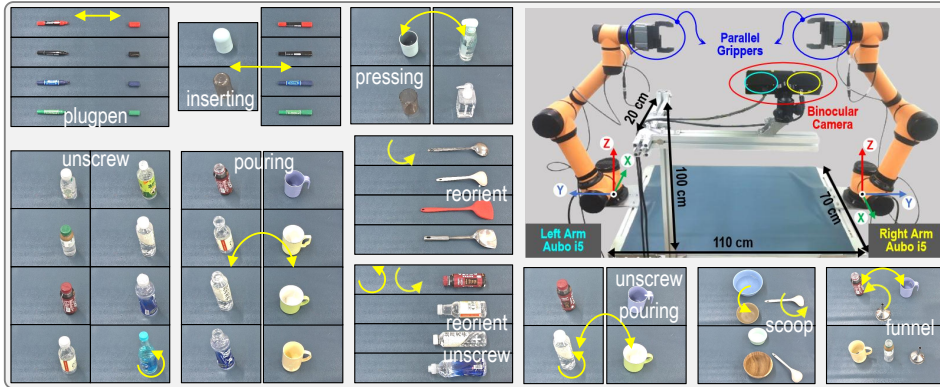 plugpen
inserting
pressing
unscrew
pouring
reorient
reorient
unscrew
Parallel
Grippers
Binocular
Camera
20 cm
100 cm
70 cm
110 cm
Z
X
Y
Z
Y
X
Left Arm
Aubo i5
Right Arm
Aubo i5
unscrew
pouring
scoop
funnel